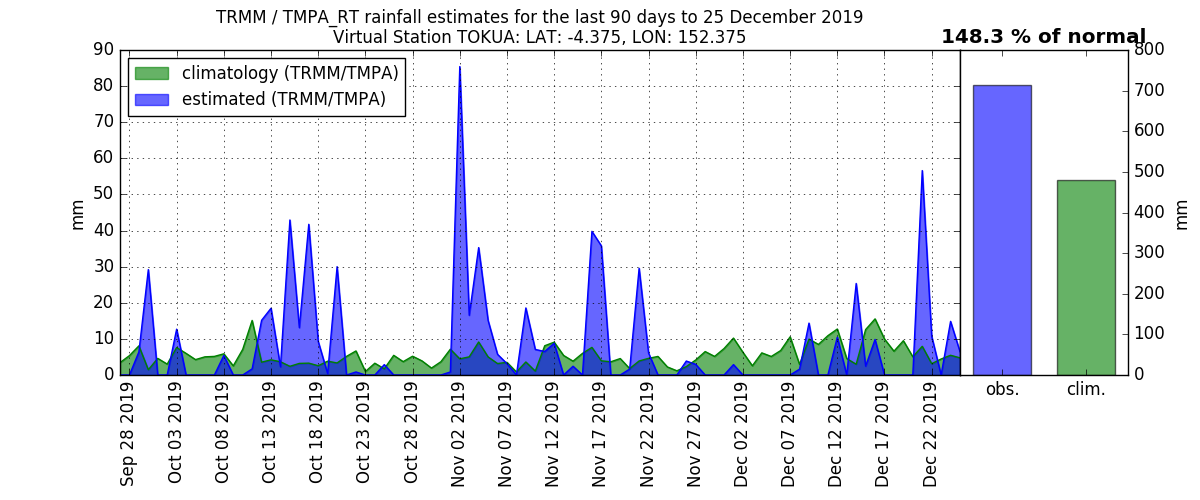 TRMM / TMPA_RT rainfall estimates for the last 90 days to 25 December 2019
Virtual Station TOKUA: LAT: -4.375, LON: 152.375
148.3 % of normal
climatology (TRMM/TMPA)
estimated (TRMM/TMPA)
90
80
70
60
50
40
30
20
10
0
mm
Sep 28 2019
Oct 03 2019
Oct 08 2019
Oct 13 2019
Oct 18 2019
Oct 23 2019
Oct 28 2019
Nov 02 2019
Nov 07 2019
Nov 12 2019
Nov 17 2019
Nov 22 2019
Nov 27 2019
Dec 02 2019
Dec 07 2019
Dec 12 2019
Dec 17 2019
Dec 22 2019
obs.
clim.
800
700
600
500
400
300
200
100
0
mm